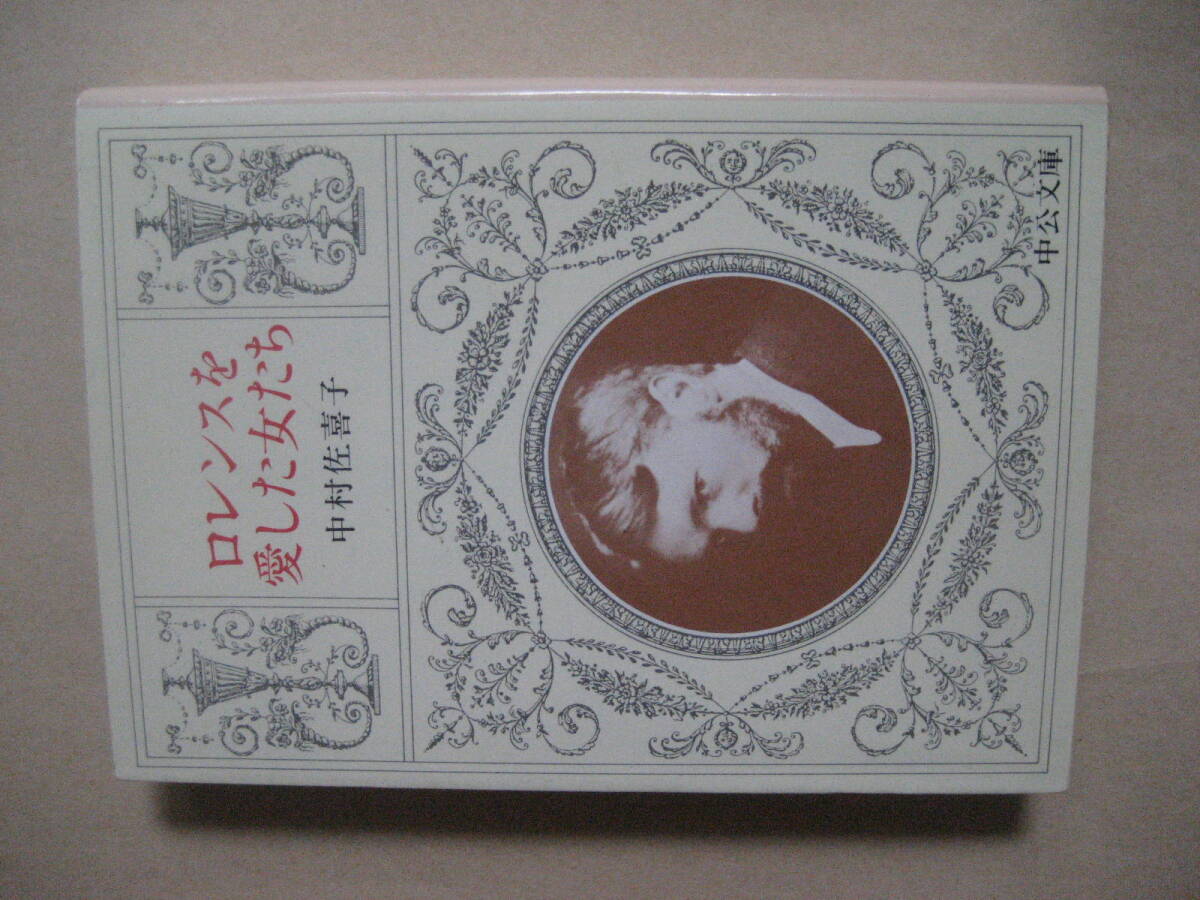 ロレンスを
愛した女たち
中村佐喜子
中公文庫